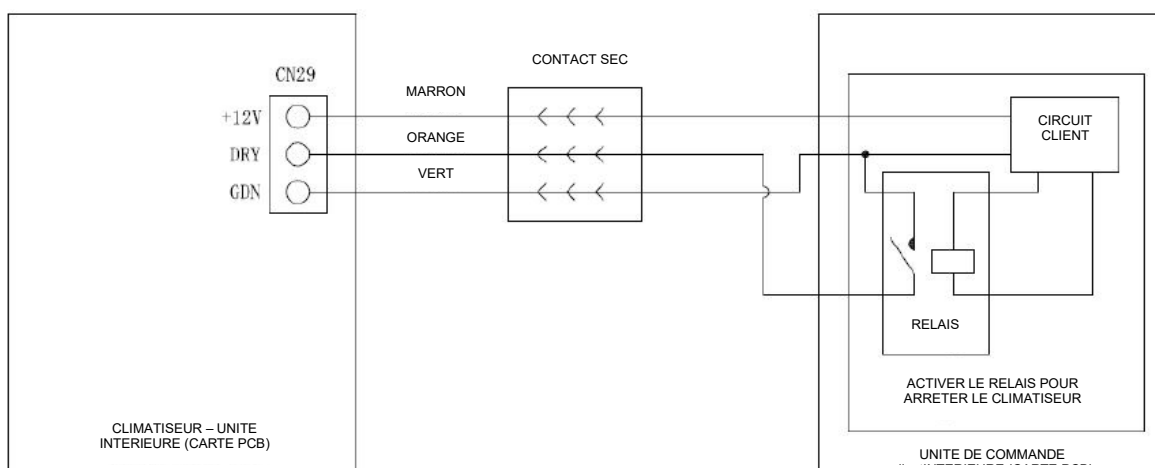 CONTACT SEC
CN29
MARRON
+12V
CIRCUIT
CLIENT
ORANGE
DRY
VERT
GDN
RELAIS
ACTIVER LE RELAIS POUR
ARRETER LE CLIMATISEUR
CLIMATISEUR – UNITE
INTERIEURE (CARTE PCB)
UNITE DE COMMANDE